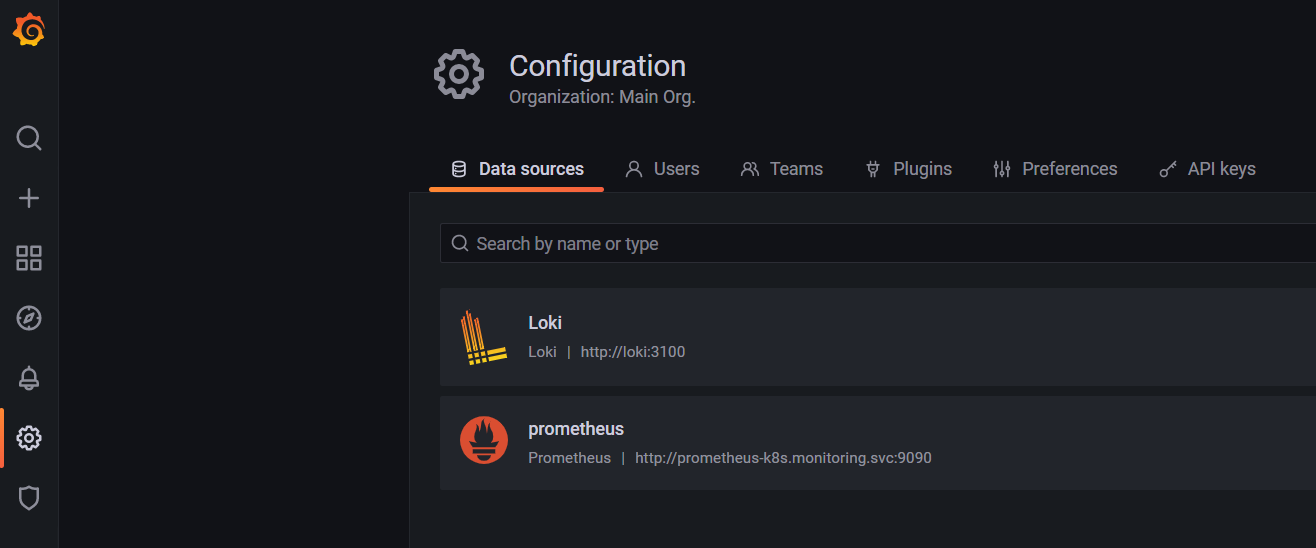 Configuration
Organization: Main Org.
Data sources Users Teams Plugins Preferences API keys
Search by name or type
Loki
Loki | http://loki:3100
prometheus
Prometheus | http://prometheus-k8s.monitoring.svc:9090